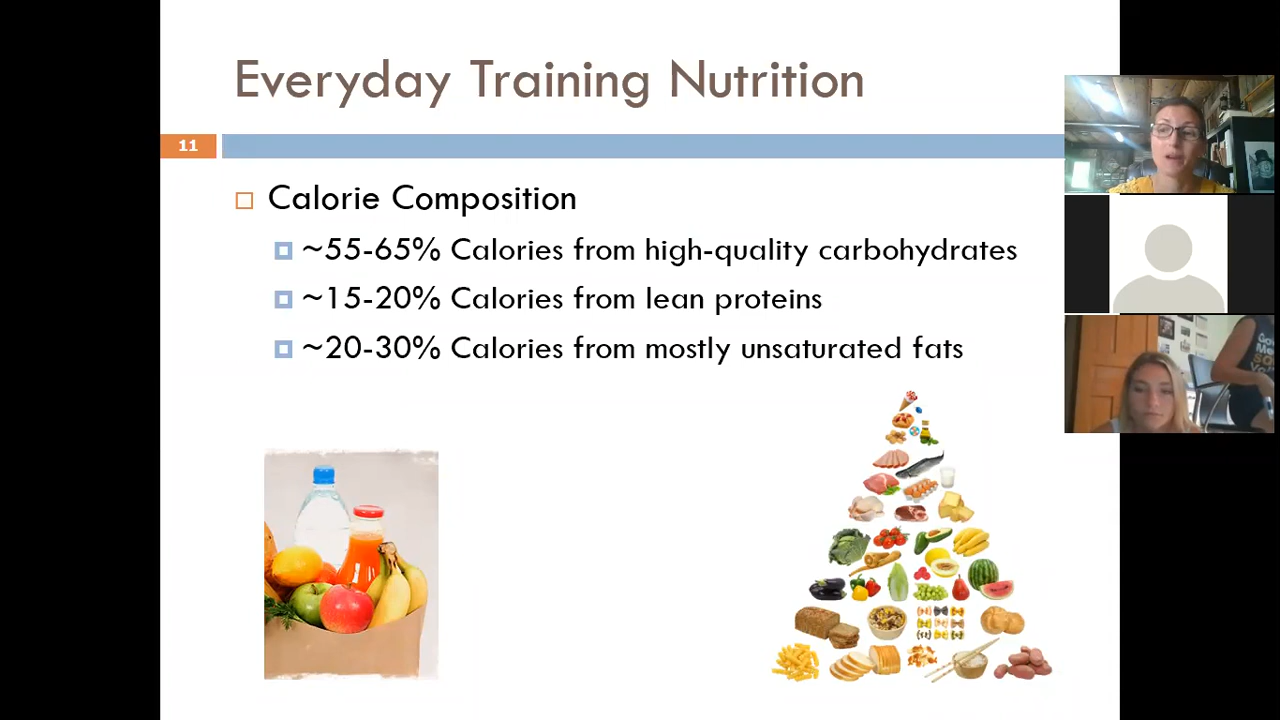 Everyday Training Nutrition
11
Calorie Composition
~55-65% Calories from high-quality carbohydrates
~15-20% Calories from lean proteins
~20-30% Calories from mostly unsaturated fats